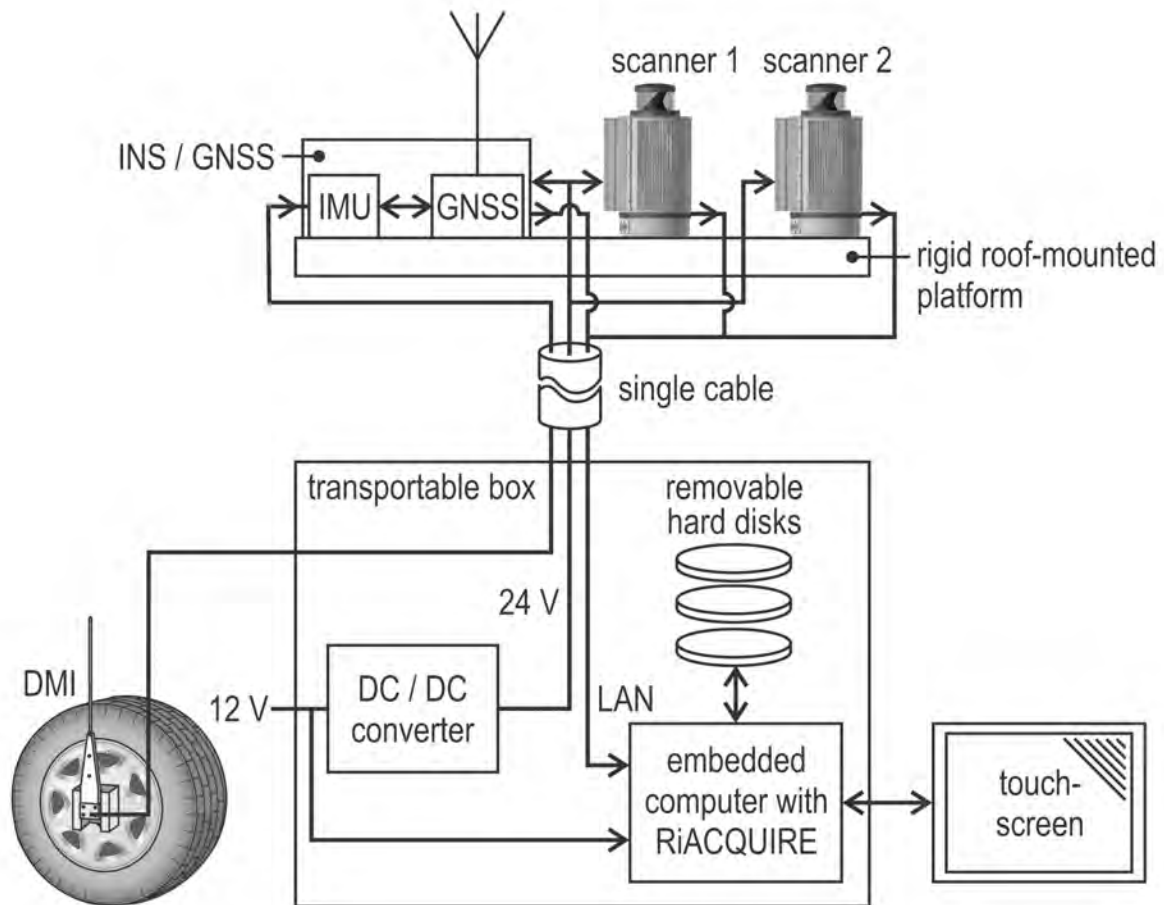 scanner 1
scanner 2
INS / GNSS
IMU
GNSS
rigid roof-mounted
platform
single cable
transportable box
removable
hard disks
24 V
DMI
12 V
DC / DC
converter
LAN
embedded
computer with
RiACQUIRE
touch-
screen